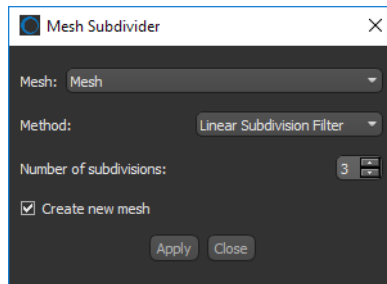 Mesh Subdivider
Mesh: Mesh
Method: Linear Subdivision Filter
Number of subdivisions: 3
Create new mesh
Apply Close